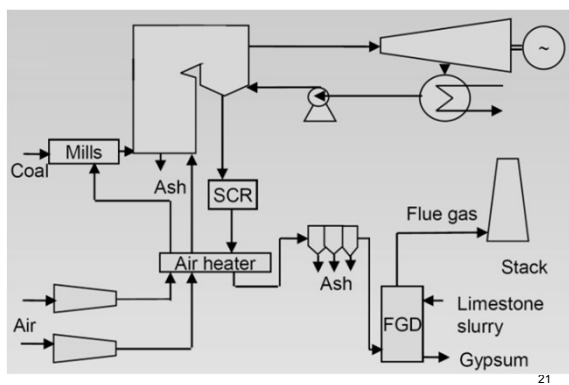 ~
Mills
Coal
Ash
SCR
Flue gas
Air heater
Ash
Stack
Air
FGD
Limestone
slurry
Gypsum
21